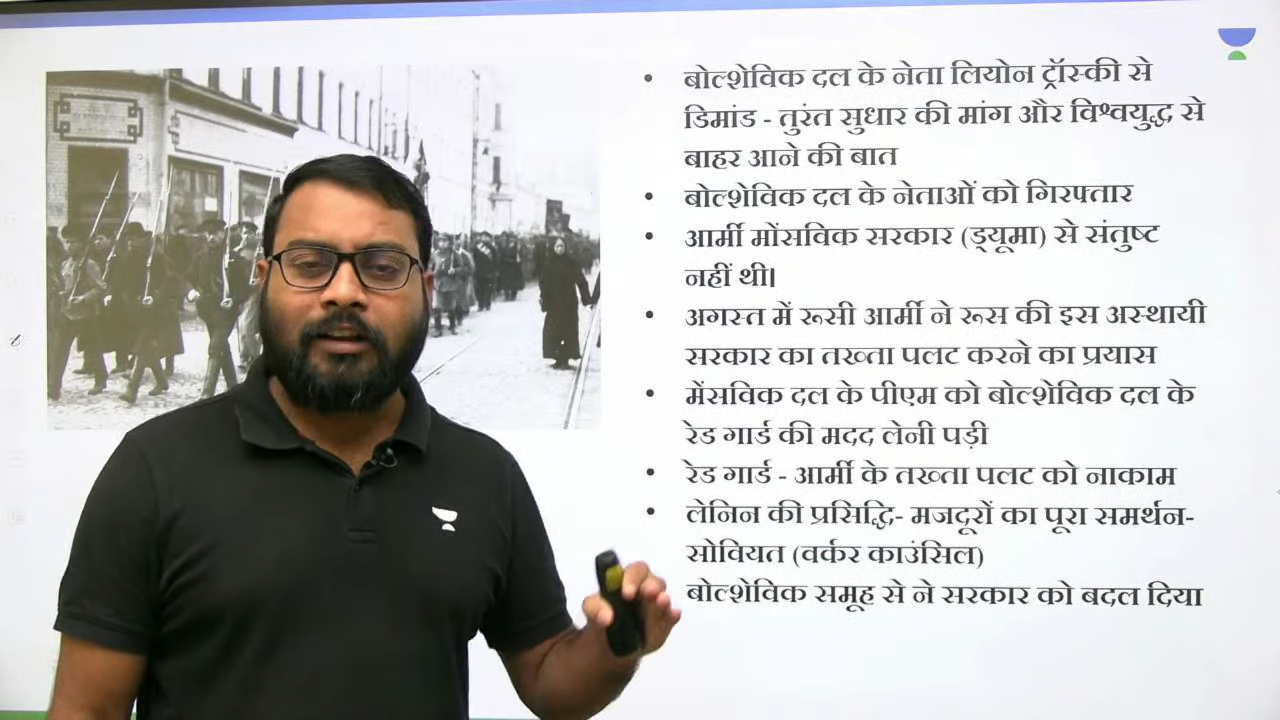 • बोल्शेविक दल के नेता लियोन ट्रॉस्की से
डिमांड - तुरंत सुधार की मांग और विश्वयुद्ध से
बाहर आने की बात
• बोल्शेविक दल के नेताओं को गिरफ्तार
• आर्मी मोंसविक सरकार (ड्यूमा) से संतुष्ट
नहीं थी।
• अगस्त में रूसी आर्मी ने रूस की इस अस्थायी
सरकार का तख्ता पलट करने का प्रयास
• मेंसविक दल के पीएम को बोल्शेविक दल के
रेड गार्ड की मदद लेनी पड़ी
• रेड गार्ड - आर्मी के तख्ता पलट को नाकाम
• लेनिन की प्रसिद्धि- मजदूरों का पूरा समर्थन-
सोवियत (वर्कर काउंसिल)
बोल्शेविक समूह से ने सरकार को बदल दिया